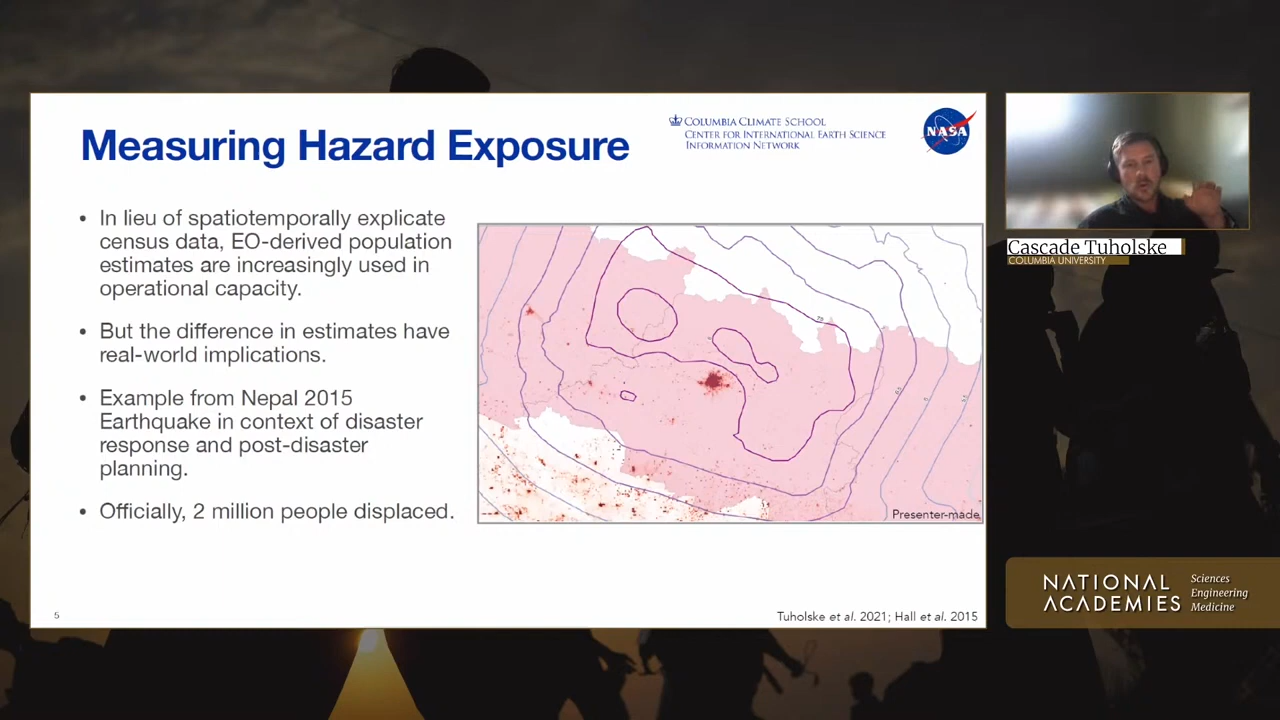 Measuring Hazard Exposure
COLUMBIA CLIMATE SCHOOL
CENTER FOR INTERNATIONAL EARTH SCIENCE
INFORMATION NETWORK
NASA
• In lieu of spatiotemporally explicate
census data, EO-derived population
estimates are increasingly used in
operational capacity.
• But the difference in estimates have
real-world implications.
• Example from Nepal 2015
Earthquake in context of disaster
response and post-disaster
planning.
• Officially, 2 million people displaced.
Presenter-made
5
Tuholske et al. 2021; Hall et al. 2015
Cascade Tuholske
COLUMBIA UNIVERSITY
NATIONAL
ACADEMIES
Sciences
Engineering
Medicine